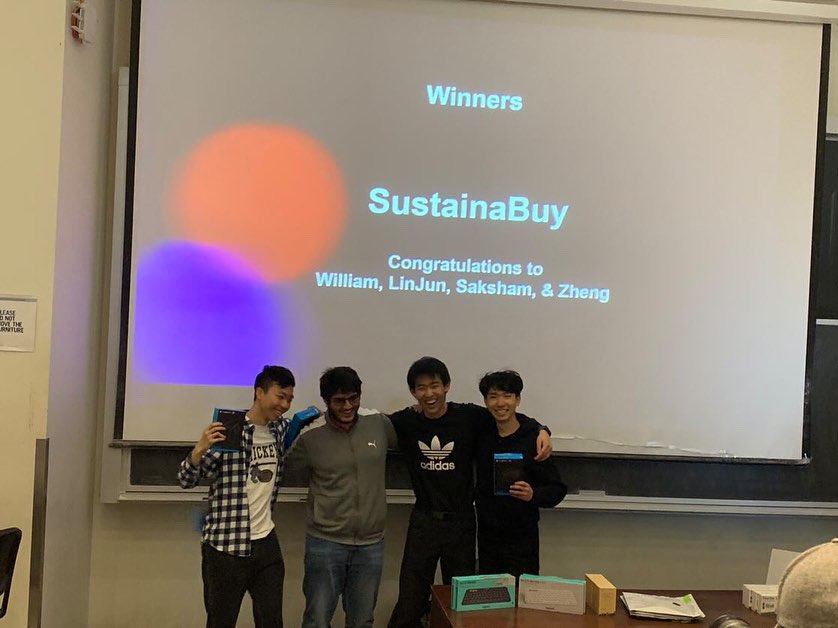 Winners
SustainaBuy
Congratulations to
William, LinJun, Saksham, & Zheng
LEASE
O NOT
OVE THE
URNITURE
adidas